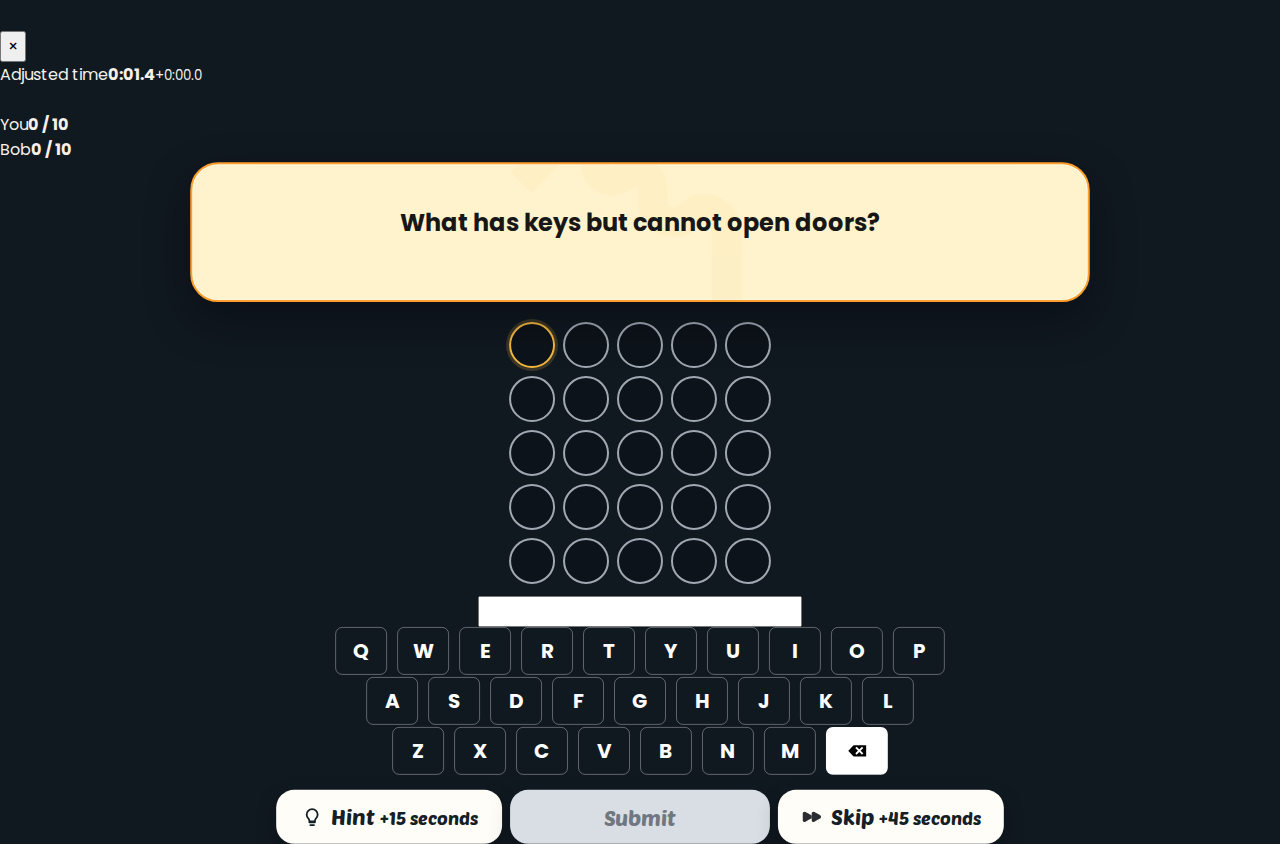 ×
Adjusted time0:01.4+0:00.0
You0 / 10
Bob0 / 10
What has keys but cannot open doors?
Q W E R T Y U I O P
A S D F G H J K L
Z X C V B N M
Hint +15 seconds Submit Skip +45 seconds